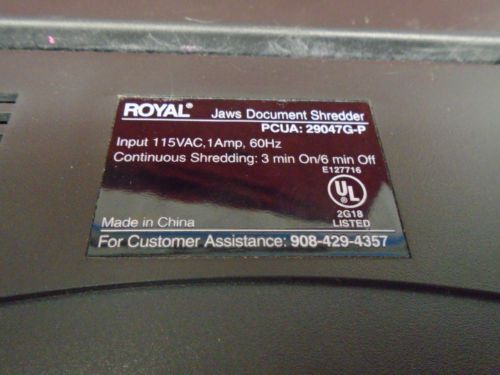 ROYAL® Jaws Document Shredder
PCUA: 29047G-P
Input 115VAC,1Amp, 60Hz
Continuous Shredding: 3 min On/6 min Off
E127716
UL®
2G18
LISTED
Made in China
For Customer Assistance: 908-429-4357